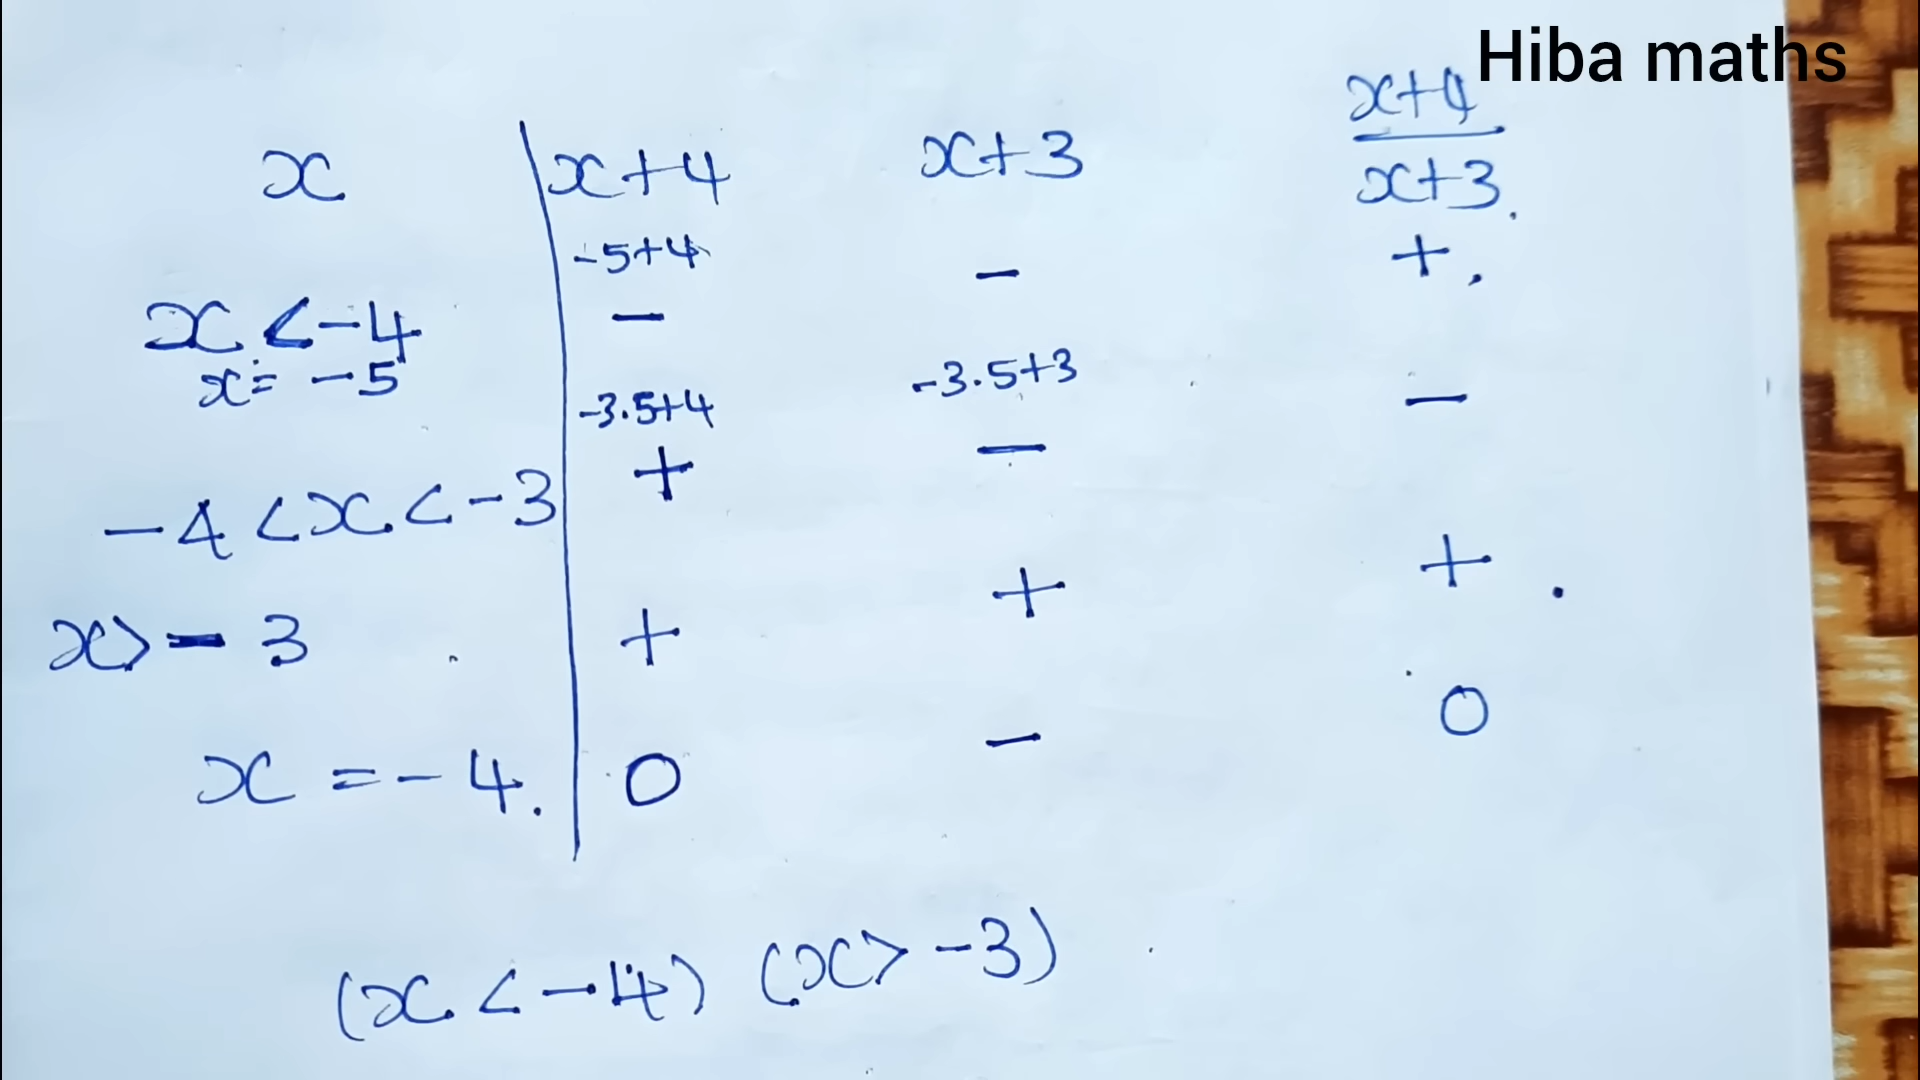 Hiba maths
x x+4 x+3 x+4/x+3.
-5+4 - +.
x < -4 -
x = -5
-3.5+4 -3.5+3 -
-4 < x < -3 + -
x > - 3 + + +
x = - 4. 0 - 0
(x < -4) (x > -3)